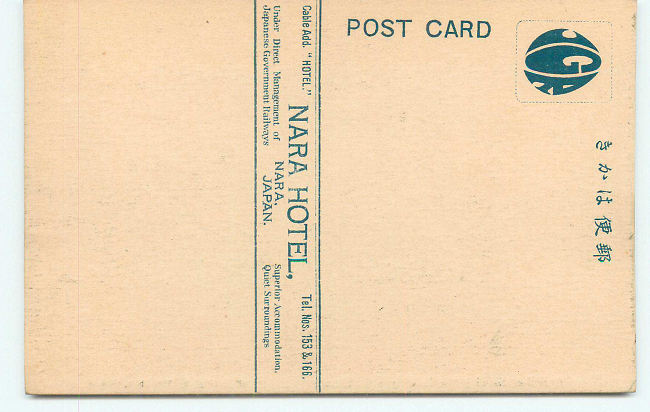 POST CARD
郵便はかき
Cable Add. "HOTEL."
NARA HOTEL,
Tel. Nos. 153 & 166.
Under Direct Management of
Japanese Government Railways
NARA,
JAPAN.
Superior Accommodation.
Quiet Surroundings